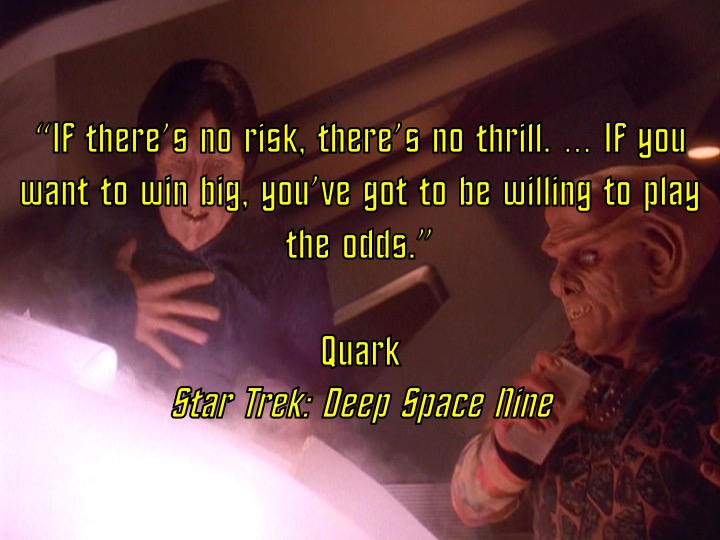 “If there’s no risk, there’s no thrill. ... If you
want to win big, you’ve got to be willing to play
the odds.”
Quark
Star Trek: Deep Space Nine